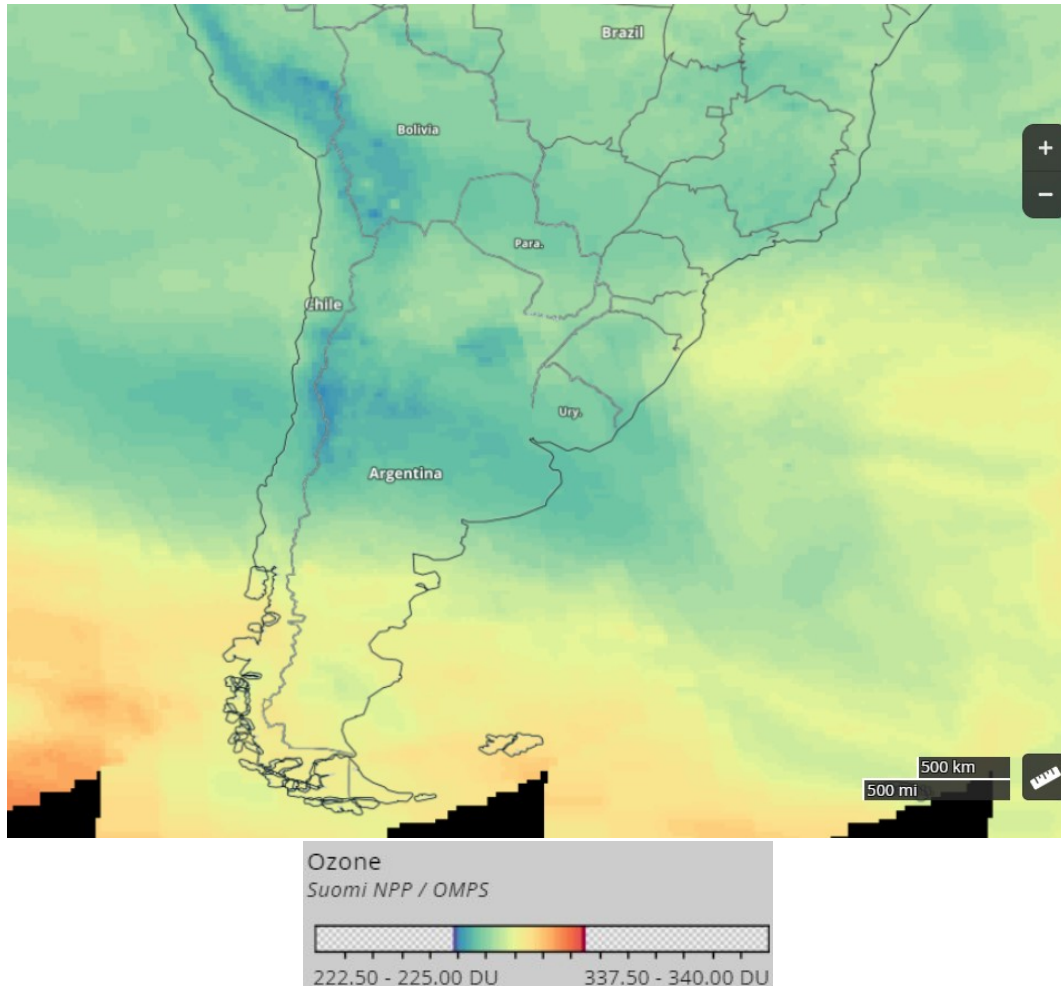 Brazil
Bolivia
Para.
Chile
Ury.
Argentina
+
−
500 km
500 mi
Ozone
Suomi NPP / OMPS
222.50 - 225.00 DU
337.50 - 340.00 DU